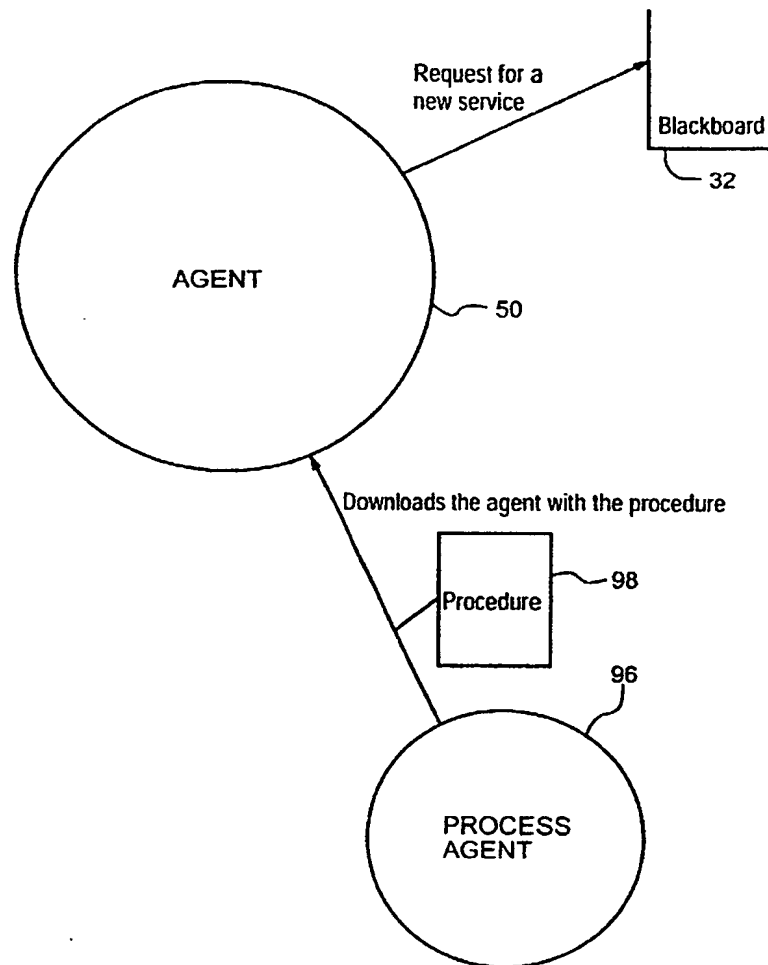 Request for a
new service
Blackboard
32
AGENT
50
Downloads the agent with the procedure
Procedure
98
96
PROCESS
AGENT